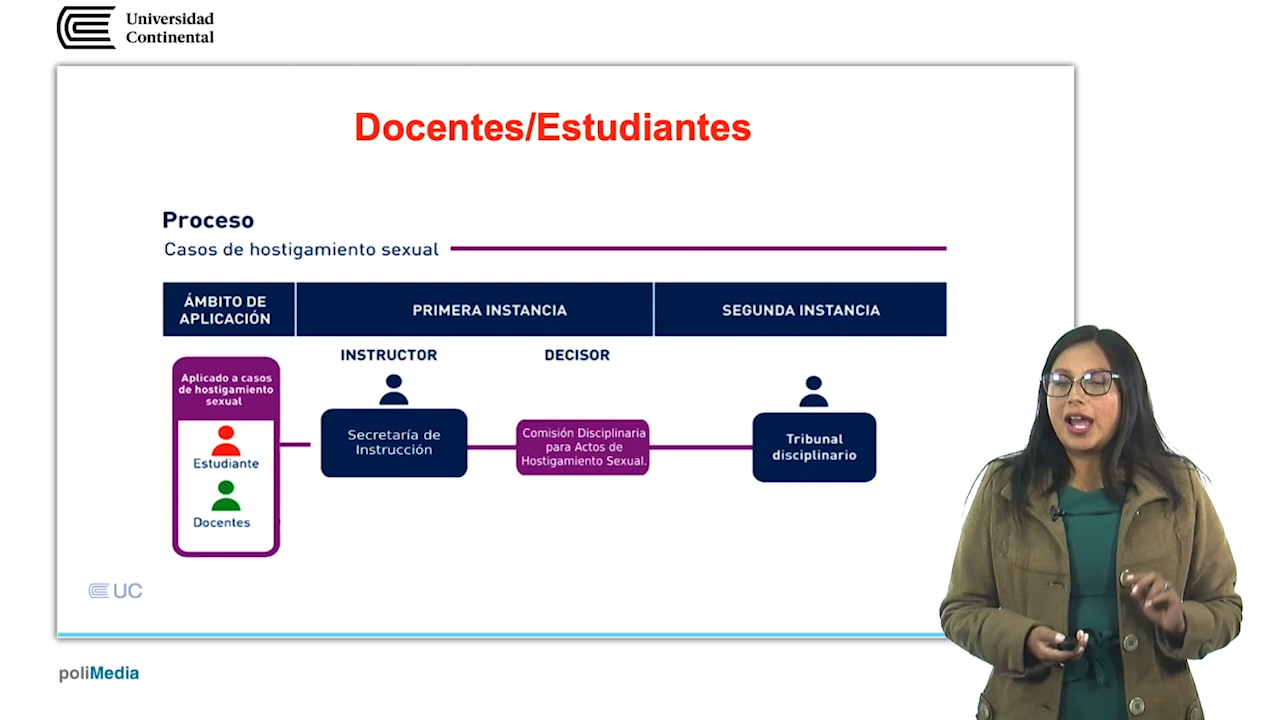 Universidad
Continental
Docentes/Estudiantes
Proceso
Casos de hostigamiento sexual
ÁMBITO DE
APLICACIÓN
PRIMERA INSTANCIA
SEGUNDA INSTANCIA
INSTRUCTOR
DECISOR
Aplicado a casos
de hostigamiento
sexual
Estudiante
Docentes
Secretaría de
Instrucción
Comisión Disciplinaria
para Actos de
Hostigamiento Sexual.
Tribunal
disciplinario
UC
poliMedia